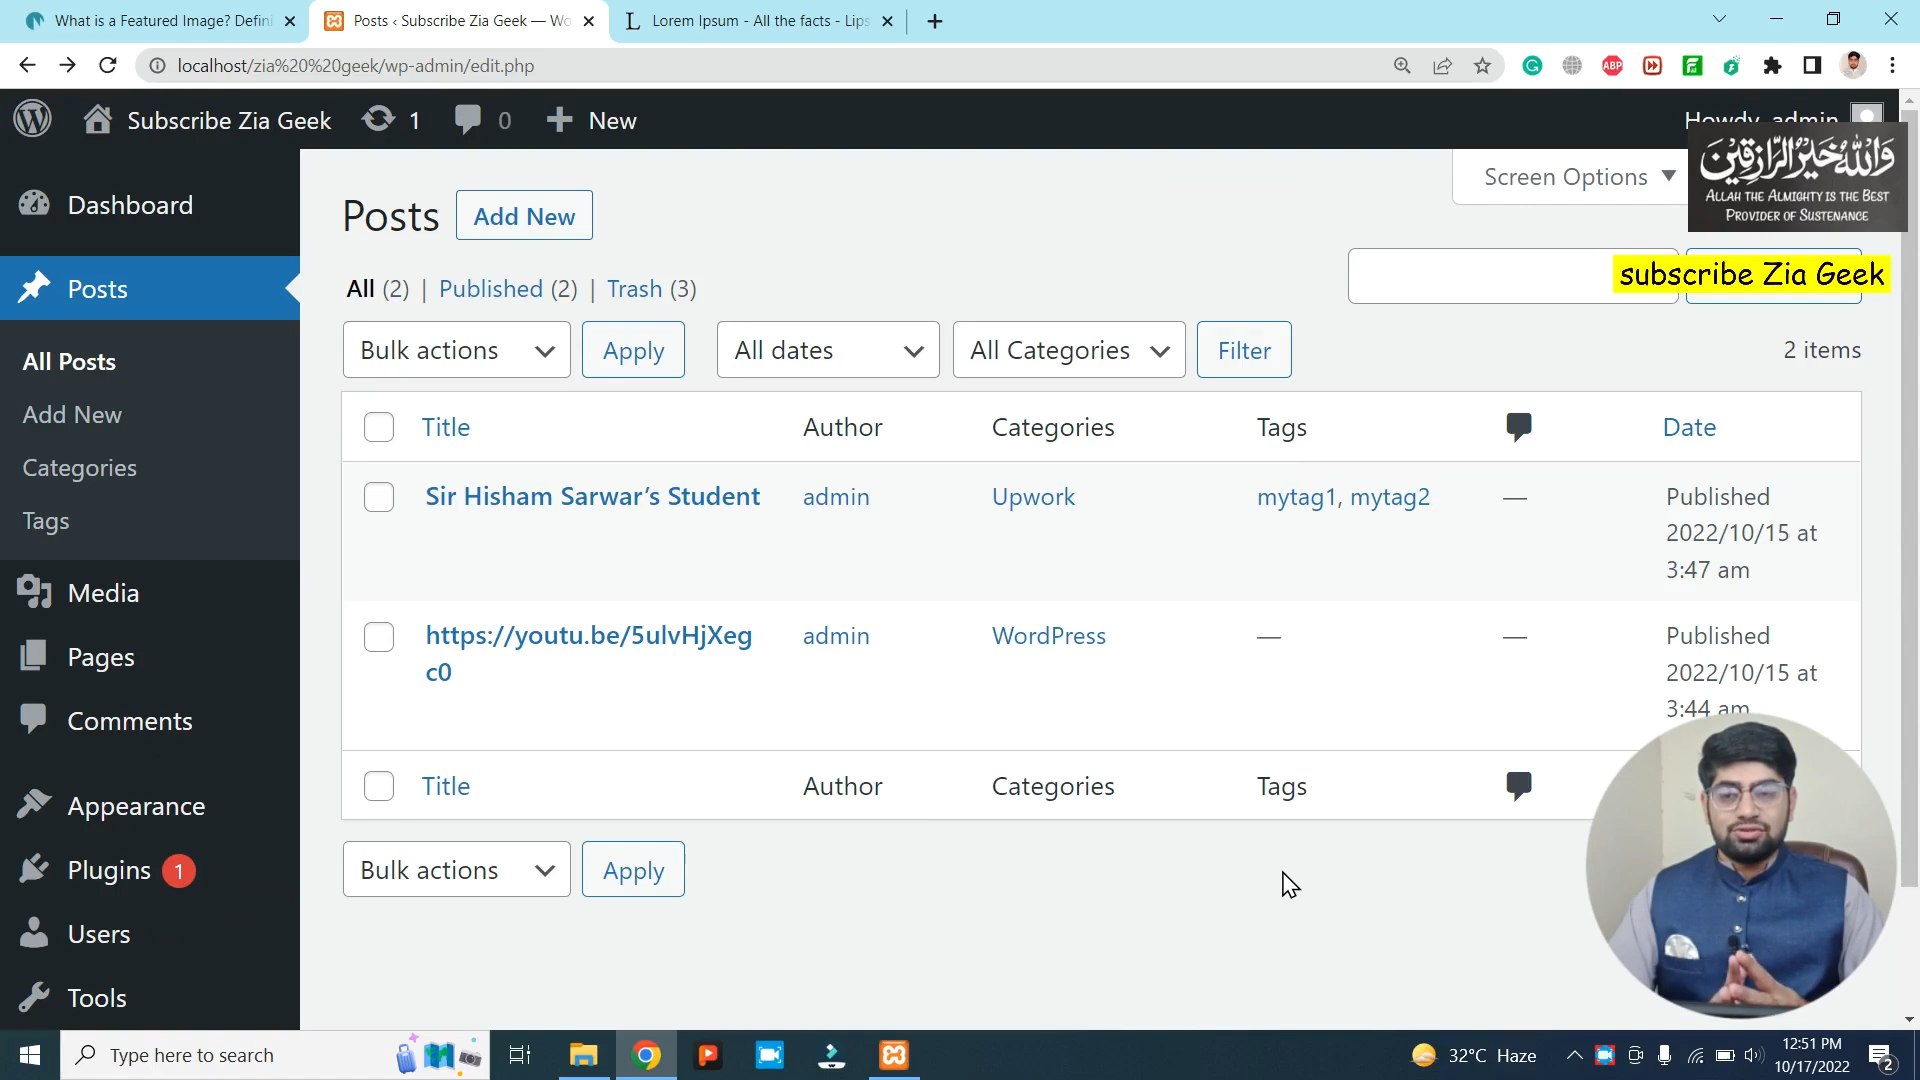 What is a Featured Image? Defini
Posts ‹ Subscribe Zia Geek — Wo
Lorem Ipsum - All the facts - Lips
localhost/zia%20%20geek/wp-admin/edit.php
Subscribe Zia Geek
1
0
New
Howdy, admin
وَاللهُ خَيْرُ الرَّازِقِينَ
ALLAH THE ALMIGHTY IS THE BEST
PROVIDER OF SUSTENANCE
Screen Options
Dashboard
Posts
All Posts
Add New
Categories
Tags
Media
Pages
Comments
Appearance
Plugins 1
Users
Tools
Posts
Add New
subscribe Zia Geek
All (2) | Published (2) | Trash (3)
Bulk actions
Apply
All dates
All Categories
Filter
2 items
Title Author Categories Tags Date
Sir Hisham Sarwar’s Student admin Upwork mytag1, mytag2 — Published
2022/10/15 at
3:47 am
https://youtu.be/5ulvHjXeg admin WordPress — — Published
c0 2022/10/15 at
3:44 am
Title Author Categories Tags
Bulk actions
Apply
Type here to search
32°C Haze
12:51 PM
10/17/2022
2
ABP